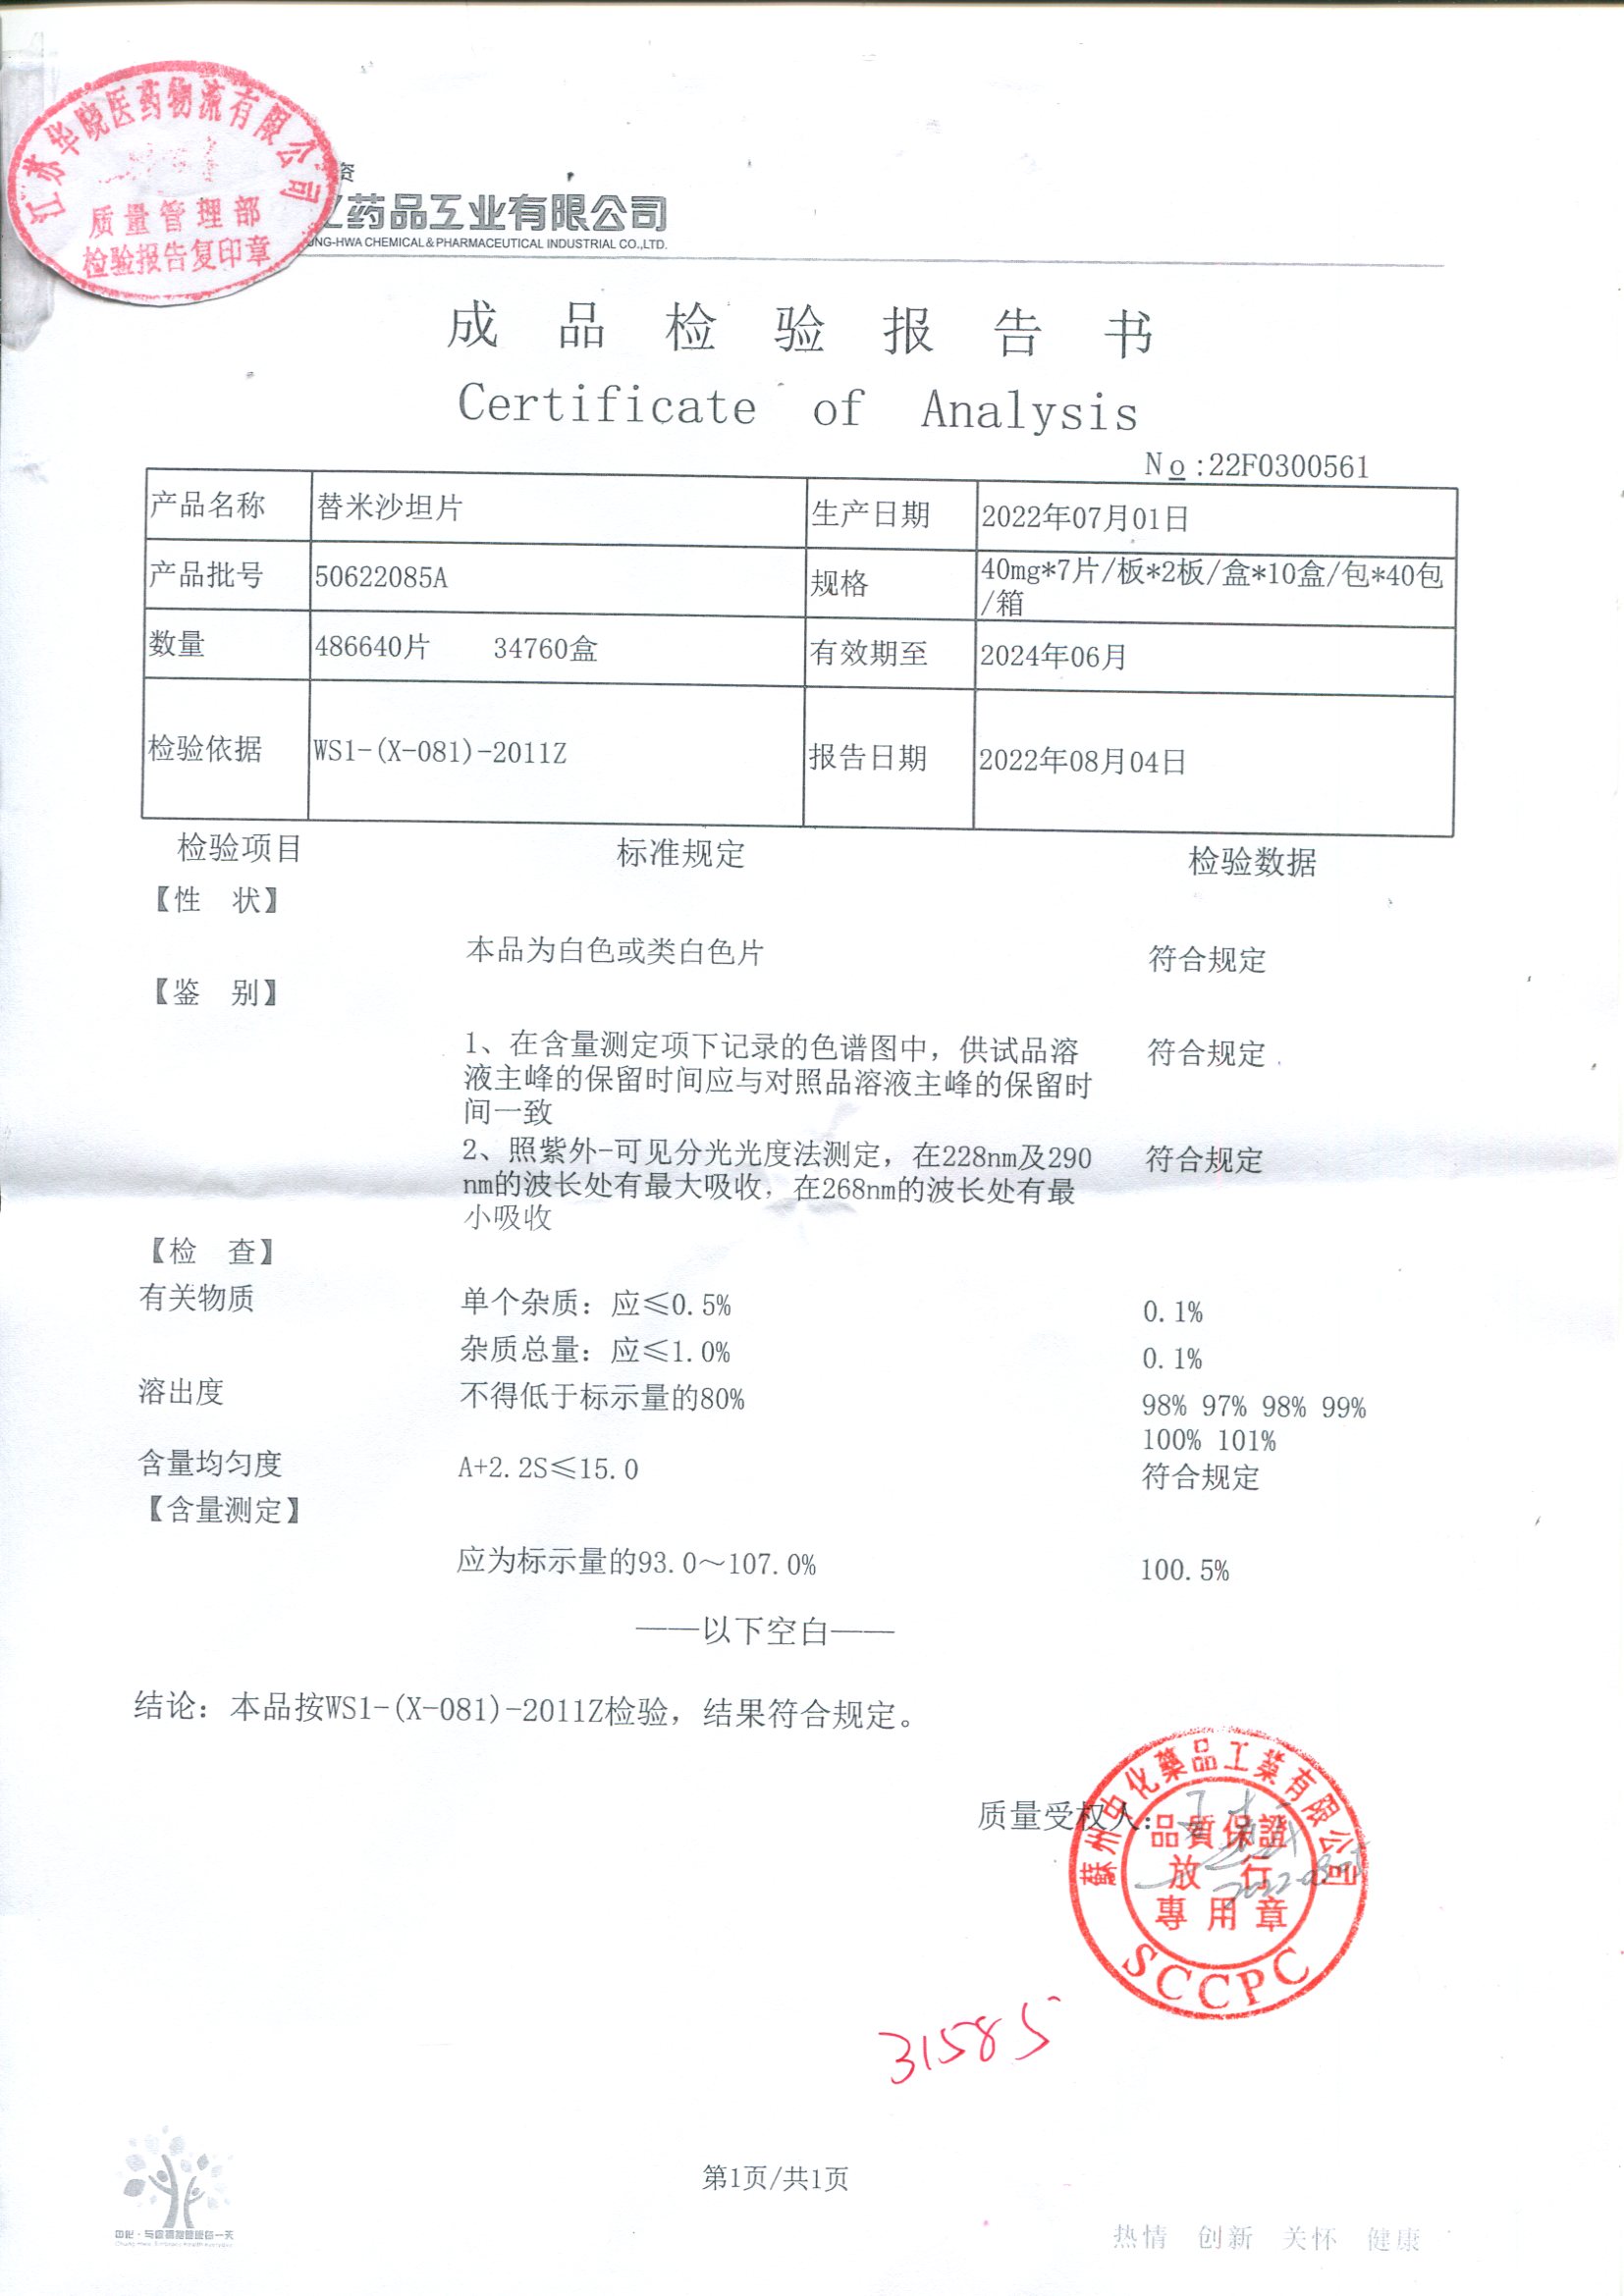 江苏华晓医药物流有限公司
质量管理部
检验报告复印章
资
药品工业有限公司
UNG-HWA CHEMICAL & PHARMACEUTICAL INDUSTRIAL CO.,LTD.
成品检验报告书
Certificate of Analysis
No:22F0300561
产品名称 替米沙坦片 生产日期 2022年07月01日
产品批号 50622085A 规格 40mg*7片/板*2板/盒*10盒/包*40包
/箱
数量 486640片 34760盒 有效期至 2024年06月
检验依据 WS1-(X-081)-2011Z 报告日期 2022年08月04日
检验项目 标准规定 检验数据
【性 状】
本品为白色或类白色片 符合规定
【鉴 别】
1、在含量测定项下记录的色谱图中，供试品溶 符合规定
液主峰的保留时间应与对照品溶液主峰的保留时
间一致
2、照紫外-可见分光光度法测定，在228nm及290 符合规定
nm的波长处有最大吸收，在268nm的波长处有最
小吸收
【检 查】
有关物质 单个杂质：应≤0.5% 0.1%
杂质总量：应≤1.0% 0.1%
溶出度 不得低于标示量的80% 98% 97% 98% 99%
100% 101%
含量均匀度 A+2.2S≤15.0 符合规定
【含量测定】
应为标示量的93.0～107.0% 100.5%
——以下空白——
结论：本品按WS1-(X-081)-2011Z检验，结果符合规定。
质量受权人：
蘇州中化藥品工業有限公司
品質保證
放行
專用章
SCCPC
31585
第1页/共1页
热情 创新 关怀 健康